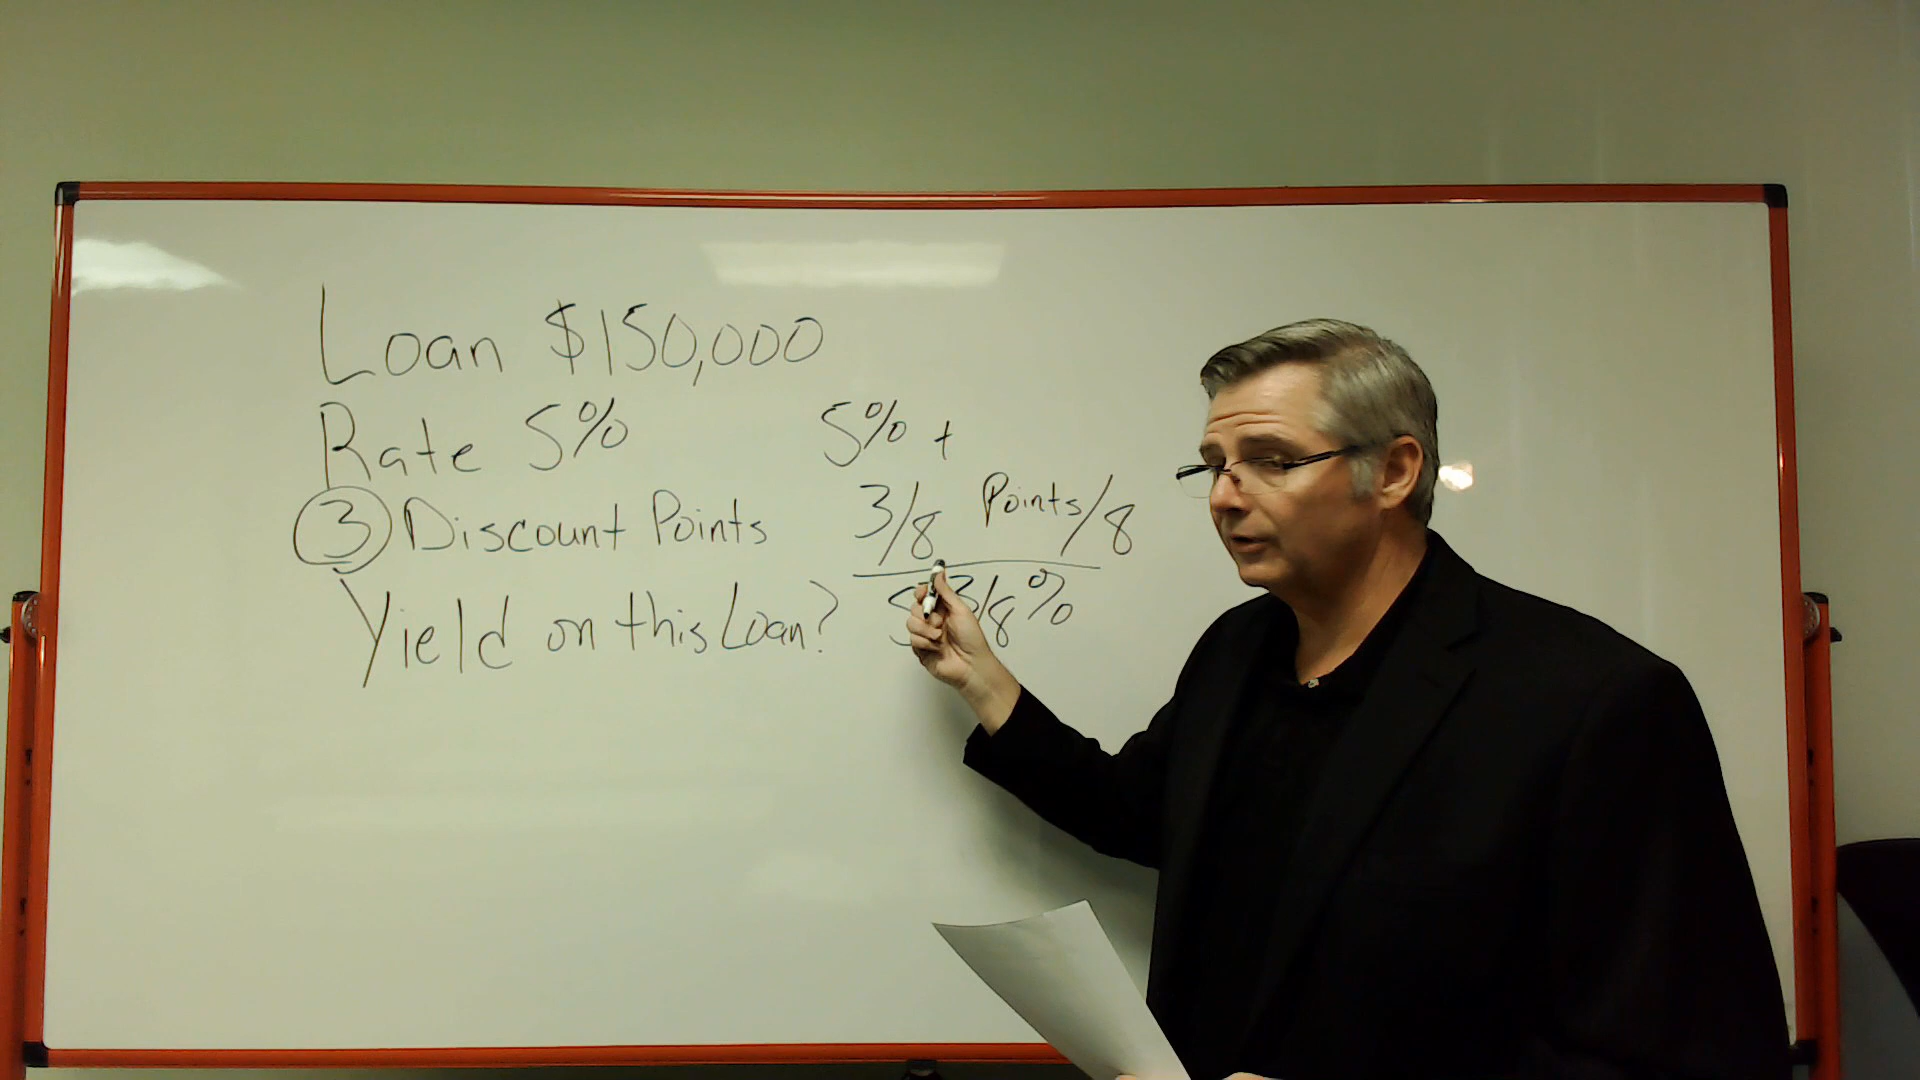 Loan $150,000
Rate 5%
3 Discount Points
Yield on this Loan?
5% +
3/8 Points/8
5 3/8%